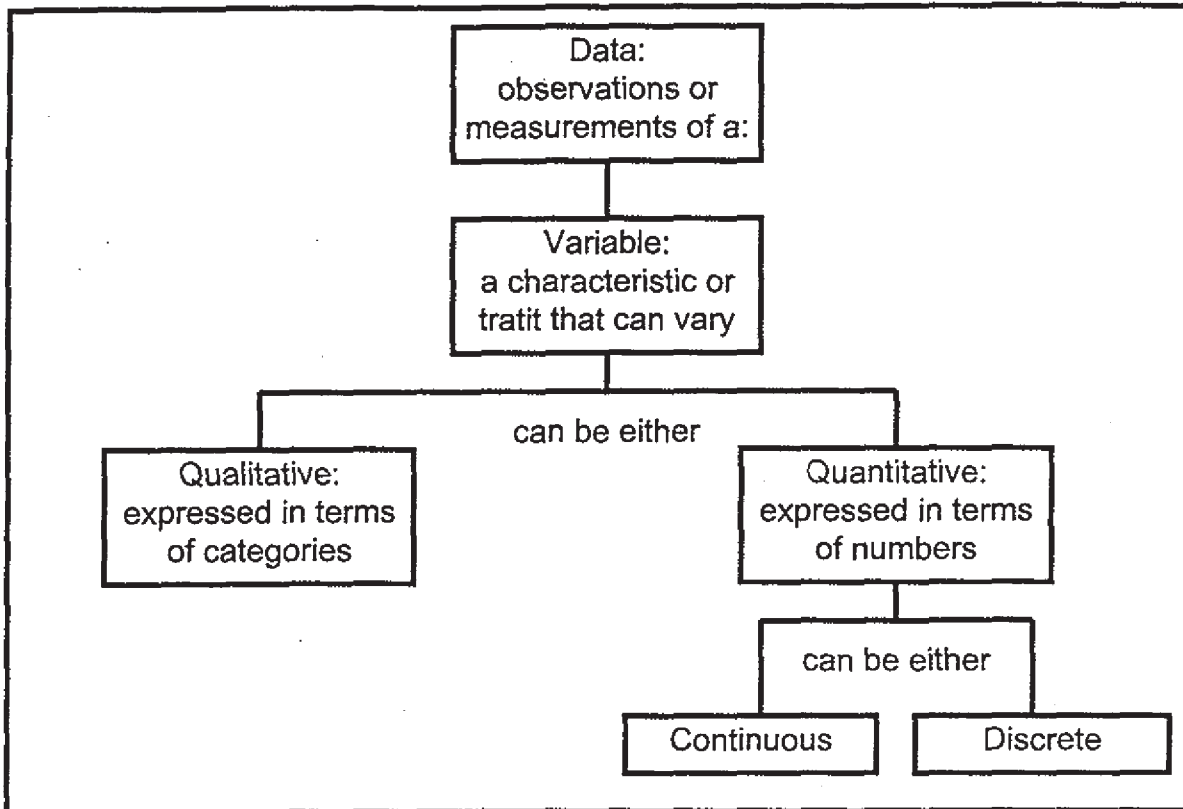 Data:
observations or
measurements of a:
Variable:
a characteristic or
tratit that can vary
can be either
Qualitative:
expressed in terms
of categories
Quantitative:
expressed in terms
of numbers
can be either
Continuous
Discrete